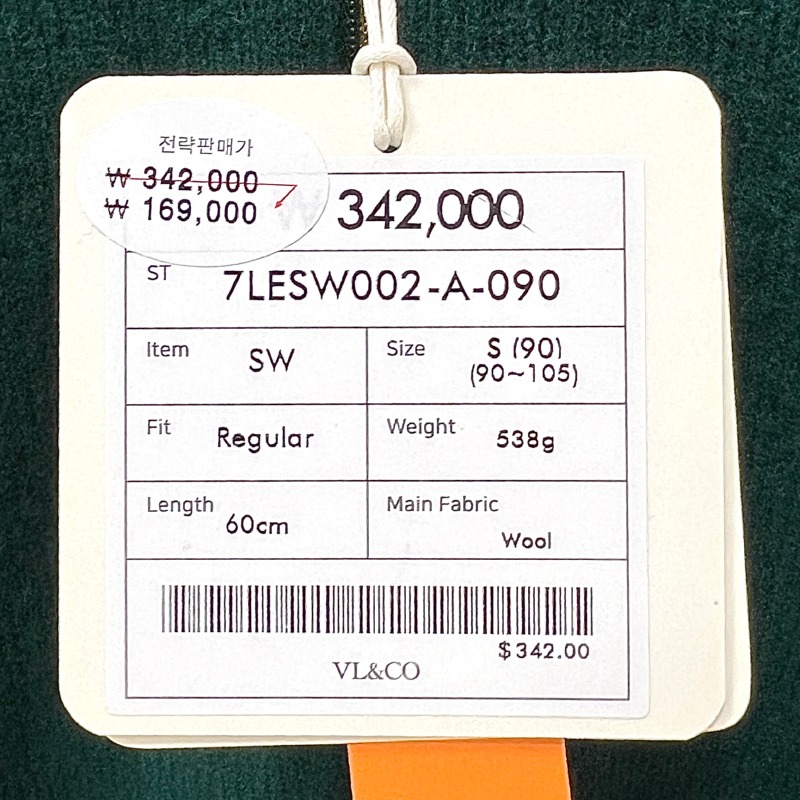 전략판매가
₩ 342,000
₩ 169,000
342,000
ST 7LESW002-A-090
Item SW
Size S (90)
(90~105)
Fit Regular
Weight 538g
Length 60cm
Main Fabric
Wool
$342.00
VL&CO